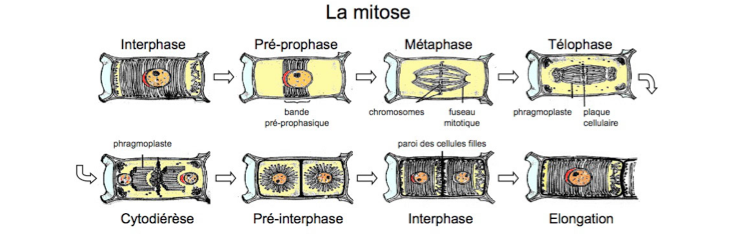 La mitose
Interphase
Pré-prophase
Métaphase
Télophase
bande
pré-prophasique
chromosomes
fuseau
mitotique
phragmoplaste
plaque
cellulaire
phragmoplaste
paroi des cellules filles
Cytodiérèse
Pré-interphase
Interphase
Elongation